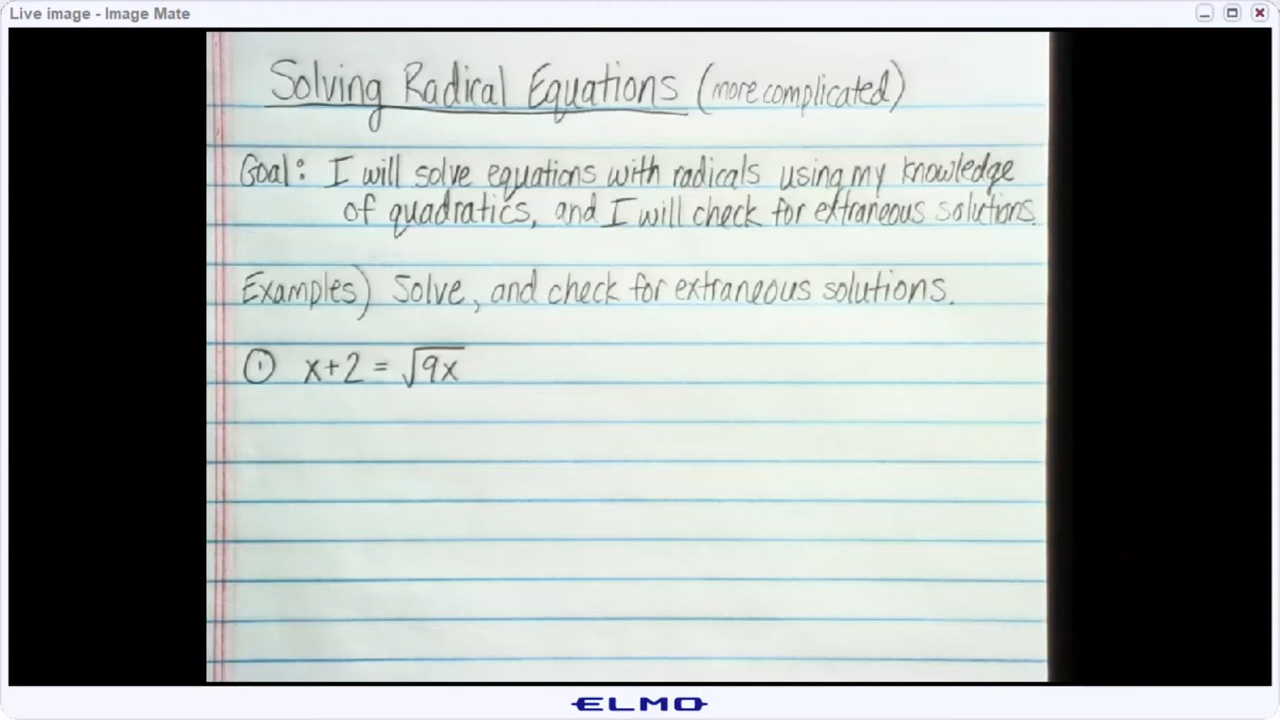 Live image - Image Mate
Solving Radical Equations (more complicated)
Goal: I will solve equations with radicals using my knowledge
of quadratics, and I will check for extraneous solutions.
Examples) Solve, and check for extraneous solutions.
① x+2 = √9x
ELMO